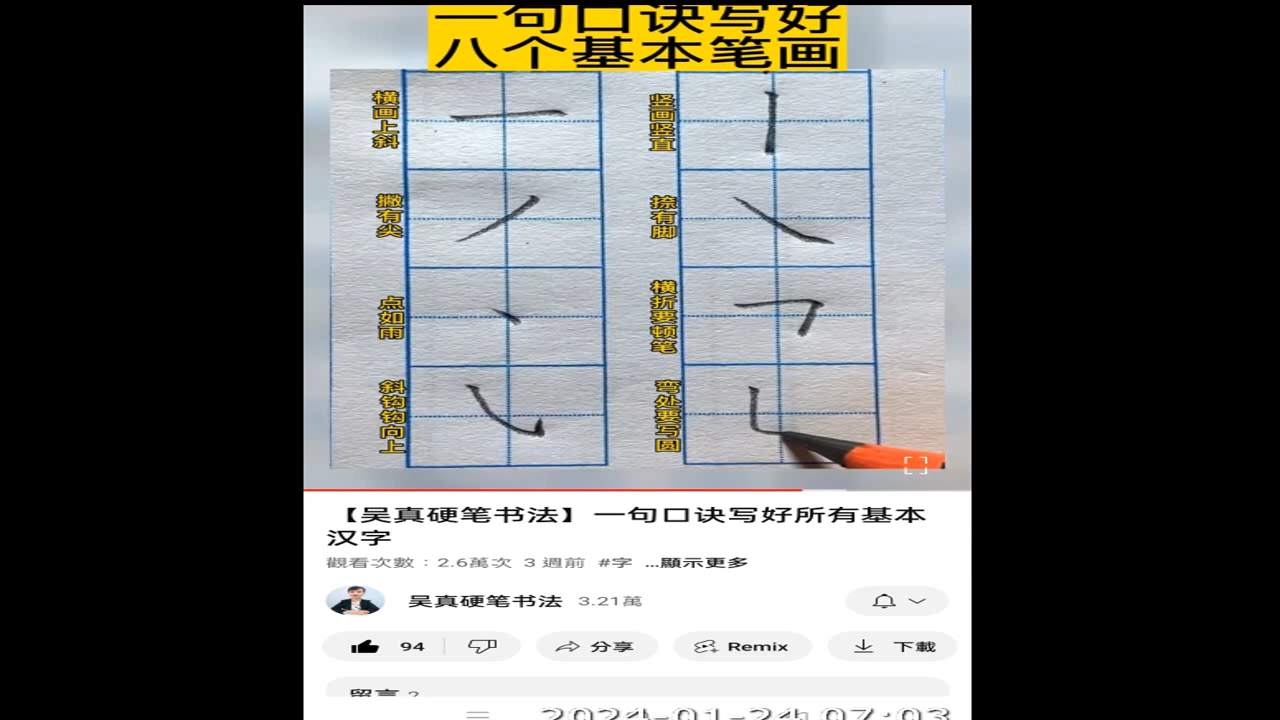 一句口诀写好
八个基本笔画
横画上斜
竖画竖直
撇有尖
捺有脚
点如雨
横折要顿笔
斜钩钩向上
弯处要写圆
【吴真硬笔书法】一句口诀写好所有基本
汉字
觀看次數：2.6萬次 3 週前 #字 ...顯示更多
吴真硬笔书法 3.21萬
94 分享 Remix 下載
留言 2
2024-01-24 07:03